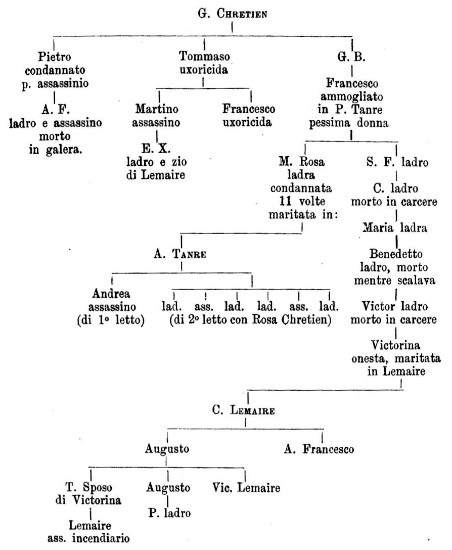 G. CHRETIEN
Pietro
condannato
p. assassinio
Tommaso
uxoricida
G. B.
A. F.
ladro e assassino
morto
in galera.
Martino
assassino
Francesco
uxoricida
Francesco
ammogliato
in P. Tanre
pessima donna
E. X.
ladro e zio
di Lemaire
M. Rosa
ladra
condannata
11 volte
maritata in:
S. F. ladro
C. ladro
morto in carcere
Maria ladra
Benedetto
ladro, morto
mentre scalava
Victor ladro
morto in carcere
Victorina
onesta, maritata
in Lemaire
A. TANRE
Andrea
assassino
(di 1º letto)
lad. ass. lad. lad. ass. lad.
(di 2º letto con Rosa Chretien)
C. LEMAIRE
Augusto
A. Francesco
T. Sposo
di Victorina
Augusto
Vic. Lemaire
P. ladro
Lemaire
ass. incendiario